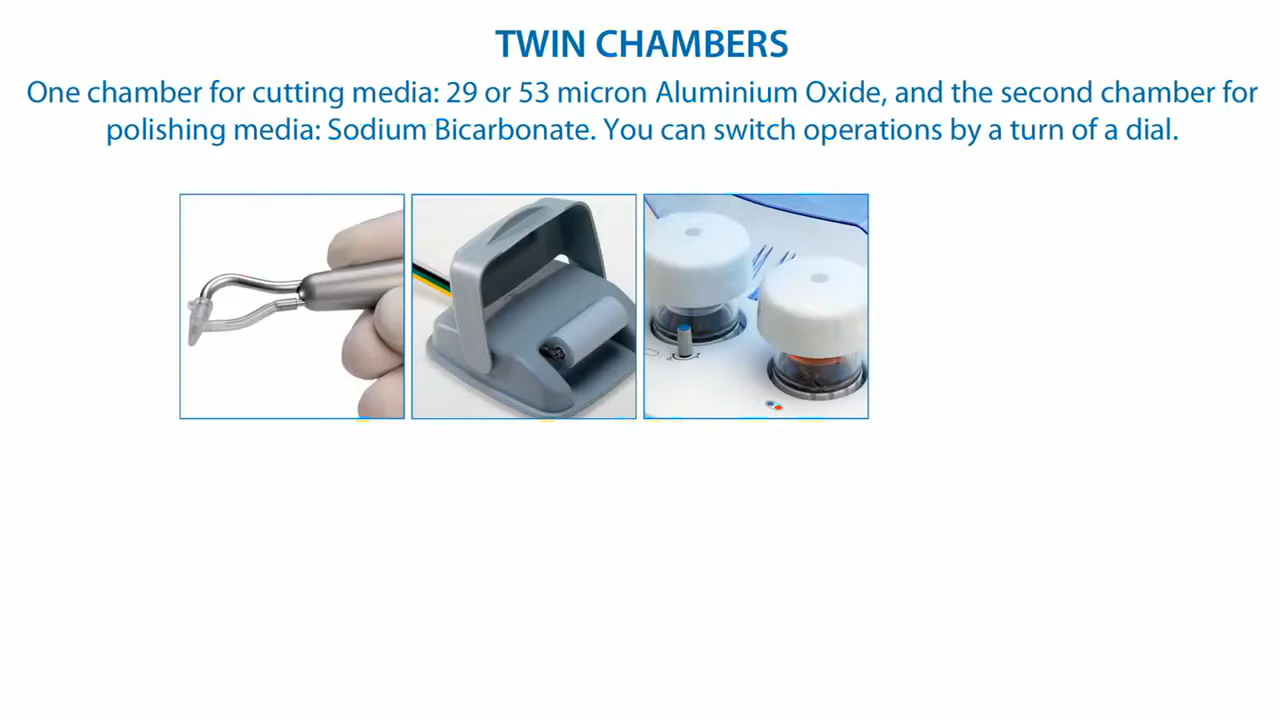 TWIN CHAMBERS
One chamber for cutting media: 29 or 53 micron Aluminium Oxide, and the second chamber for
polishing media: Sodium Bicarbonate. You can switch operations by a turn of a dial.